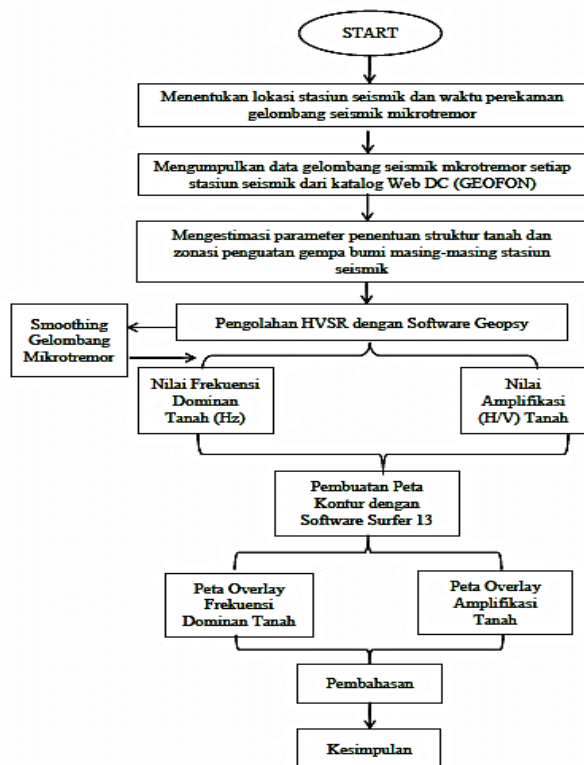 START
Menentukan lokasi stasiun seismik dan waktu perekaman
gelombang seismik mikrotremor
Mengumpulkan data gelombang seismik mkrotremor setiap
stasiun seismik dari katalog Web DC (GEOFON)
Mengestimasi parameter penentuan struktur tanah dan
zonasi penguatan gempa bumi masing-masing stasiun
seismik
Pengolahan HVSR dengan Software Geopsy
Smoothing
Gelombang
Mikrotremor
Nilai Frekuensi
Dominan
Tanah (Hz)
Nilai
Amplifikasi
(H/V) Tanah
Pembuatan Peta
Kontur dengan
Software Surfer 13
Peta Overlay
Frekuensi
Dominan Tanah
Peta Overlay
Amplifikasi
Tanah
Pembahasan
Kesimpulan